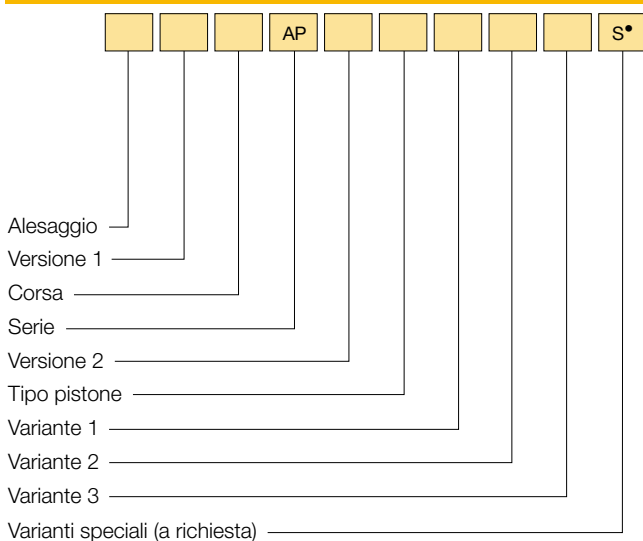 AP S•
Alesaggio
Versione 1
Corsa
Serie
Versione 2
Tipo pistone
Variante 1
Variante 2
Variante 3
Varianti speciali (a richiesta)